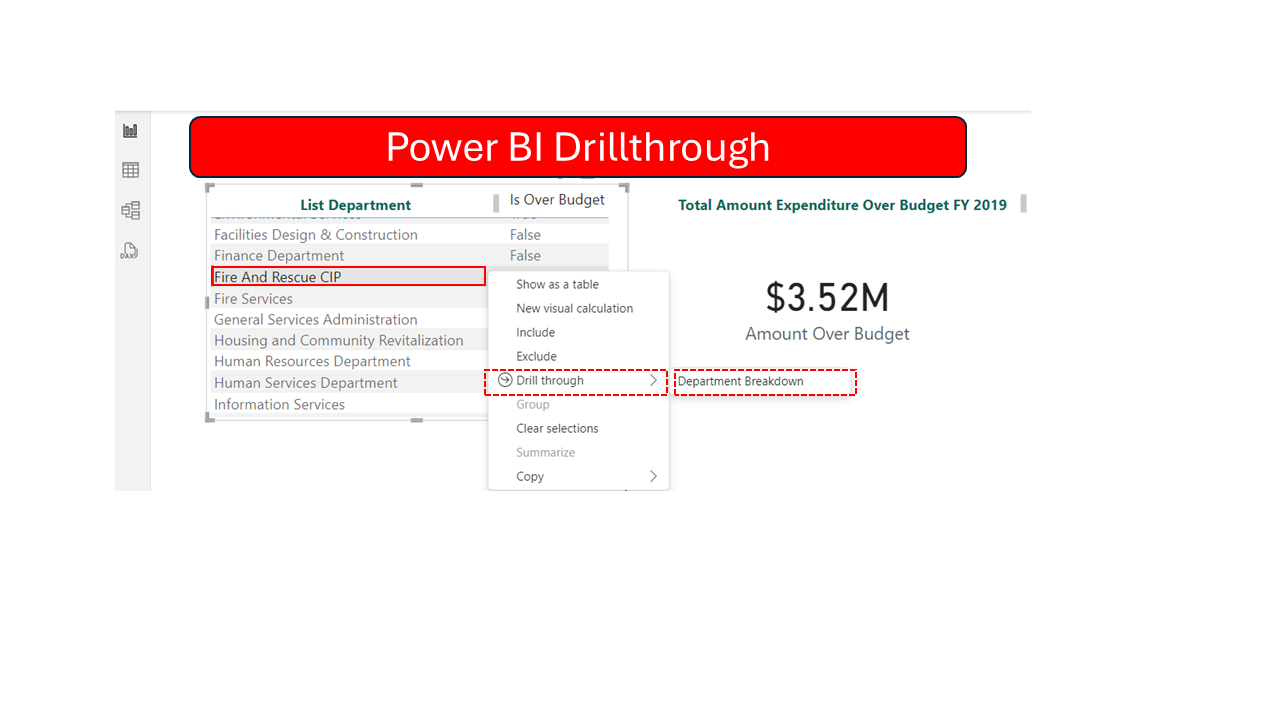 Power BI Drillthrough
List Department
Is Over Budget
Facilities Design & Construction
False
Finance Department
False
Fire And Rescue CIP
Fire Services
General Services Administration
Housing and Community Revitalization
Human Resources Department
Human Services Department
Information Services
Show as a table
New visual calculation
Include
Exclude
Drill through
Group
Clear selections
Summarize
Copy
Department Breakdown
Total Amount Expenditure Over Budget FY 2019
$3.52M
Amount Over Budget
DAX